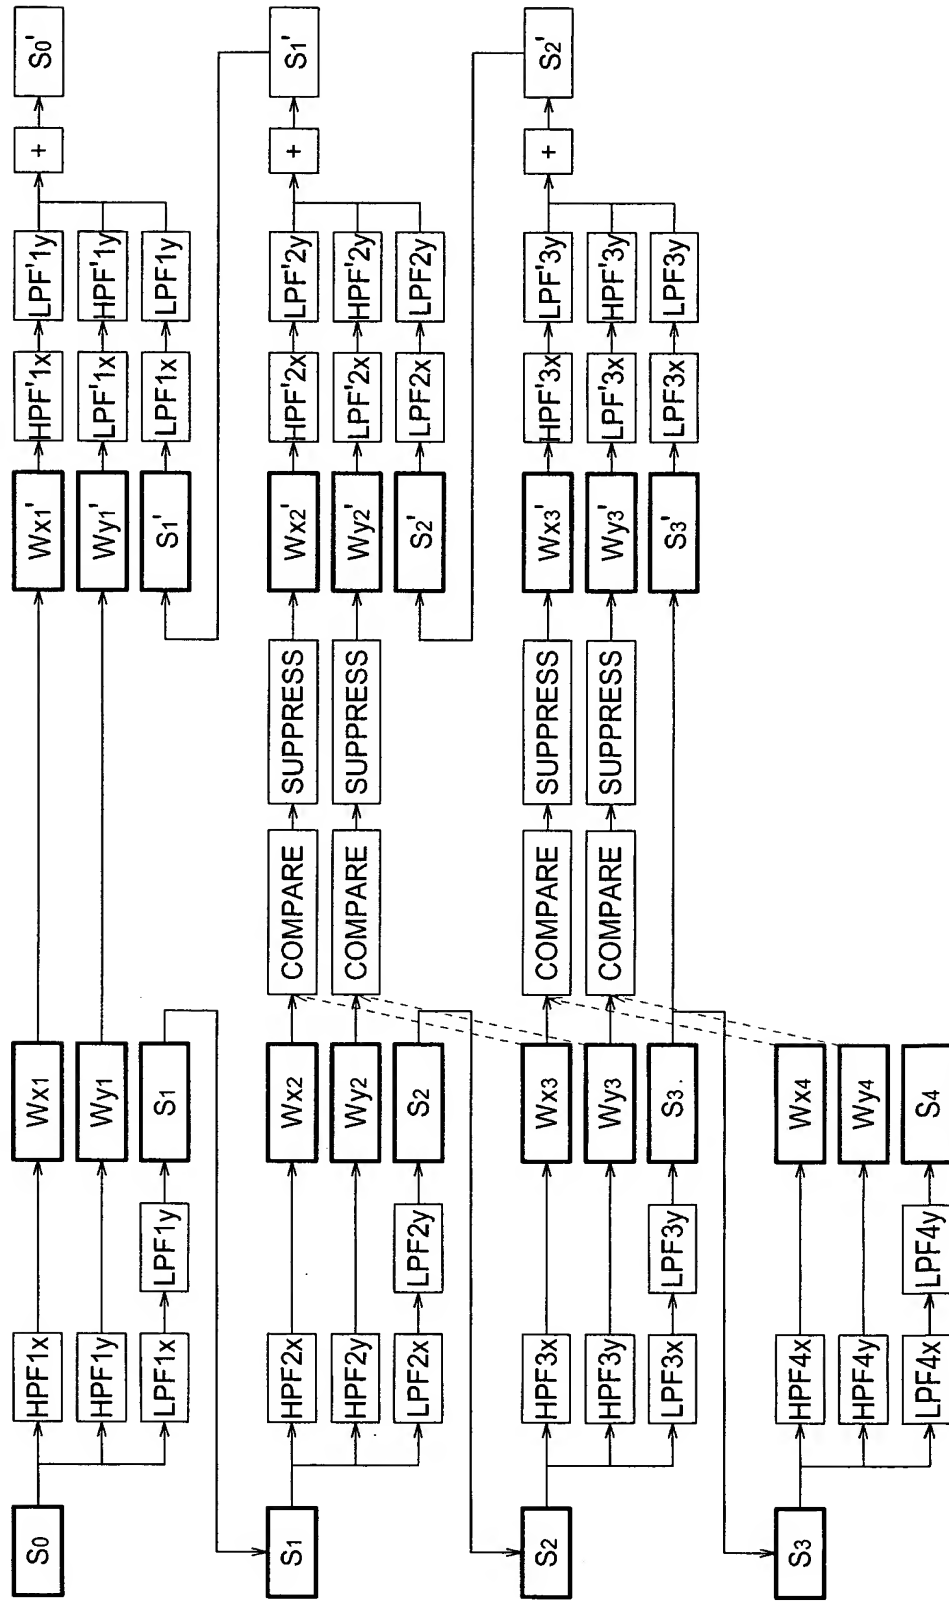 S0
HPF1x
Wx1
Wx1'
HPF'1x
LPF'1y
+
S0'
HPF1y
Wy1
Wy1'
LPF'1x
HPF'1y
LPF1x
LPF1y
S1
S1'
LPF1x
LPF1y
S1
HPF2x
Wx2
COMPARE
SUPPRESS
Wx2'
HPF'2x
LPF'2y
+
S1'
HPF2y
Wy2
COMPARE
SUPPRESS
Wy2'
LPF'2x
HPF'2y
LPF2x
LPF2y
S2
S2'
LPF2x
LPF2y
S2
HPF3x
Wx3
COMPARE
SUPPRESS
Wx3'
HPF'3x
LPF'3y
+
S2'
HPF3y
Wy3
COMPARE
SUPPRESS
Wy3'
LPF'3x
HPF'3y
LPF3x
LPF3y
S3
S3'
LPF3x
LPF3y
S3
HPF4x
Wx4
HPF4y
Wy4
LPF4x
LPF4y
S4